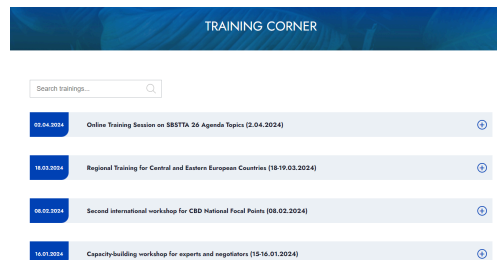 TRAINING CORNER
Search trainings...
02.04.2024 Online Training Session on SBSTTA 26 Agenda Topics (2.04.2024)
18.03.2024 Regional Training for Central and Eastern European Countries (18-19.03.2024)
08.02.2024 Second international workshop for CBD National Focal Points (08.02.2024)
16.01.2024 Capacity-building workshop for experts and negotiators (15-16.01.2024)